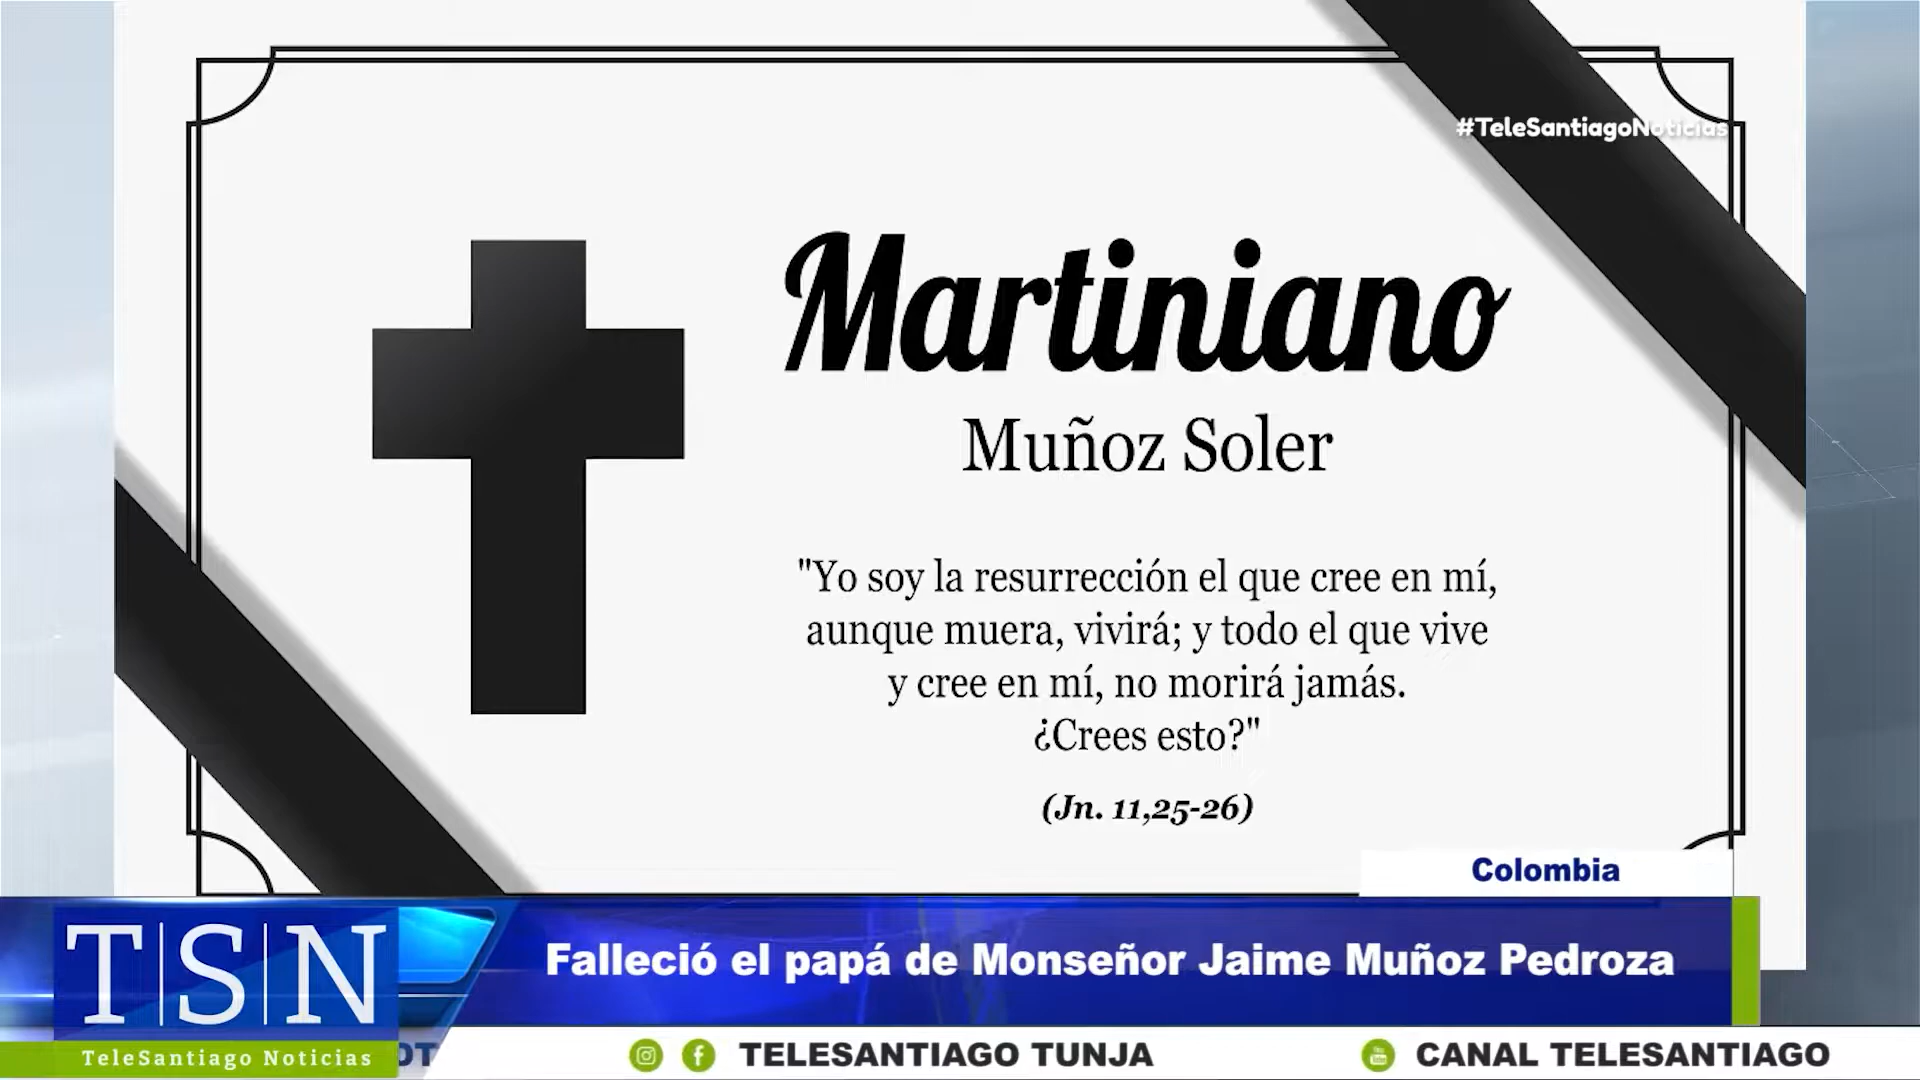 #TeleSantiagoNoticias
Martiniano
Muñoz Soler
"Yo soy la resurrección el que cree en mí,
aunque muera, vivirá; y todo el que vive
y cree en mí, no morirá jamás.
¿Crees esto?"
(Jn. 11,25-26)
Colombia
TSN
Falleció el papá de Monseñor Jaime Muñoz Pedroza
TeleSantiago Noticias
TELESANTIAGO TUNJA
CANAL TELESANTIAGO